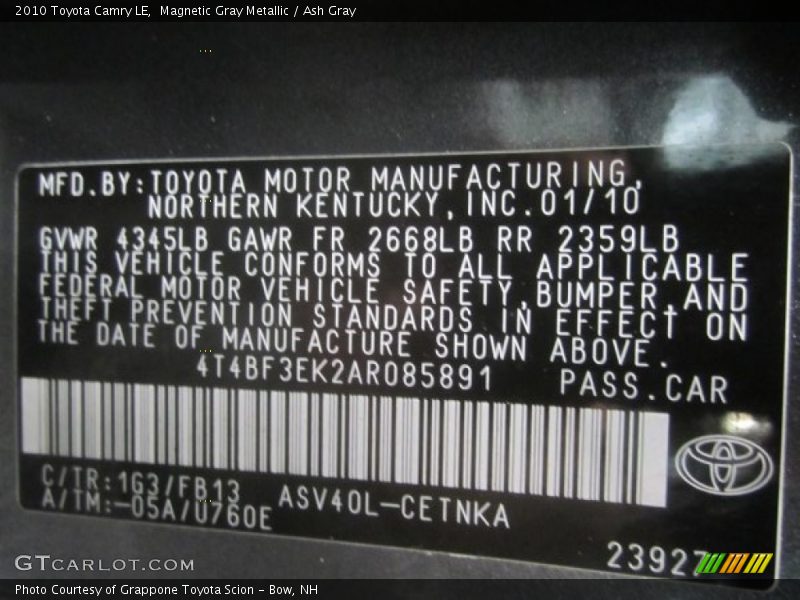 2010 Toyota Camry LE,  Magnetic Gray Metallic / Ash Gray
MFD.BY:TOYOTA MOTOR MANUFACTURING,
NORTHERN KENTUCKY,INC.01/10
GVWR 4345LB GAWR FR 2668LB RR 2359LB
THIS VEHICLE CONFORMS TO ALL APPLICABLE
FEDERAL MOTOR VEHICLE SAFETY,BUMPER,AND
THEFT PREVENTION STANDARDS IN EFFECT ON
THE DATE OF MANUFACTURE SHOWN ABOVE.
4T4BF3EK2AR085891 PASS.CAR
C/TR:1G3/FB13 ASV40L-CETNKA
A/TM:-05A/U760E
23927
GTCARLOT.COM
Photo Courtesy of Grappone Toyota Scion - Bow, NH